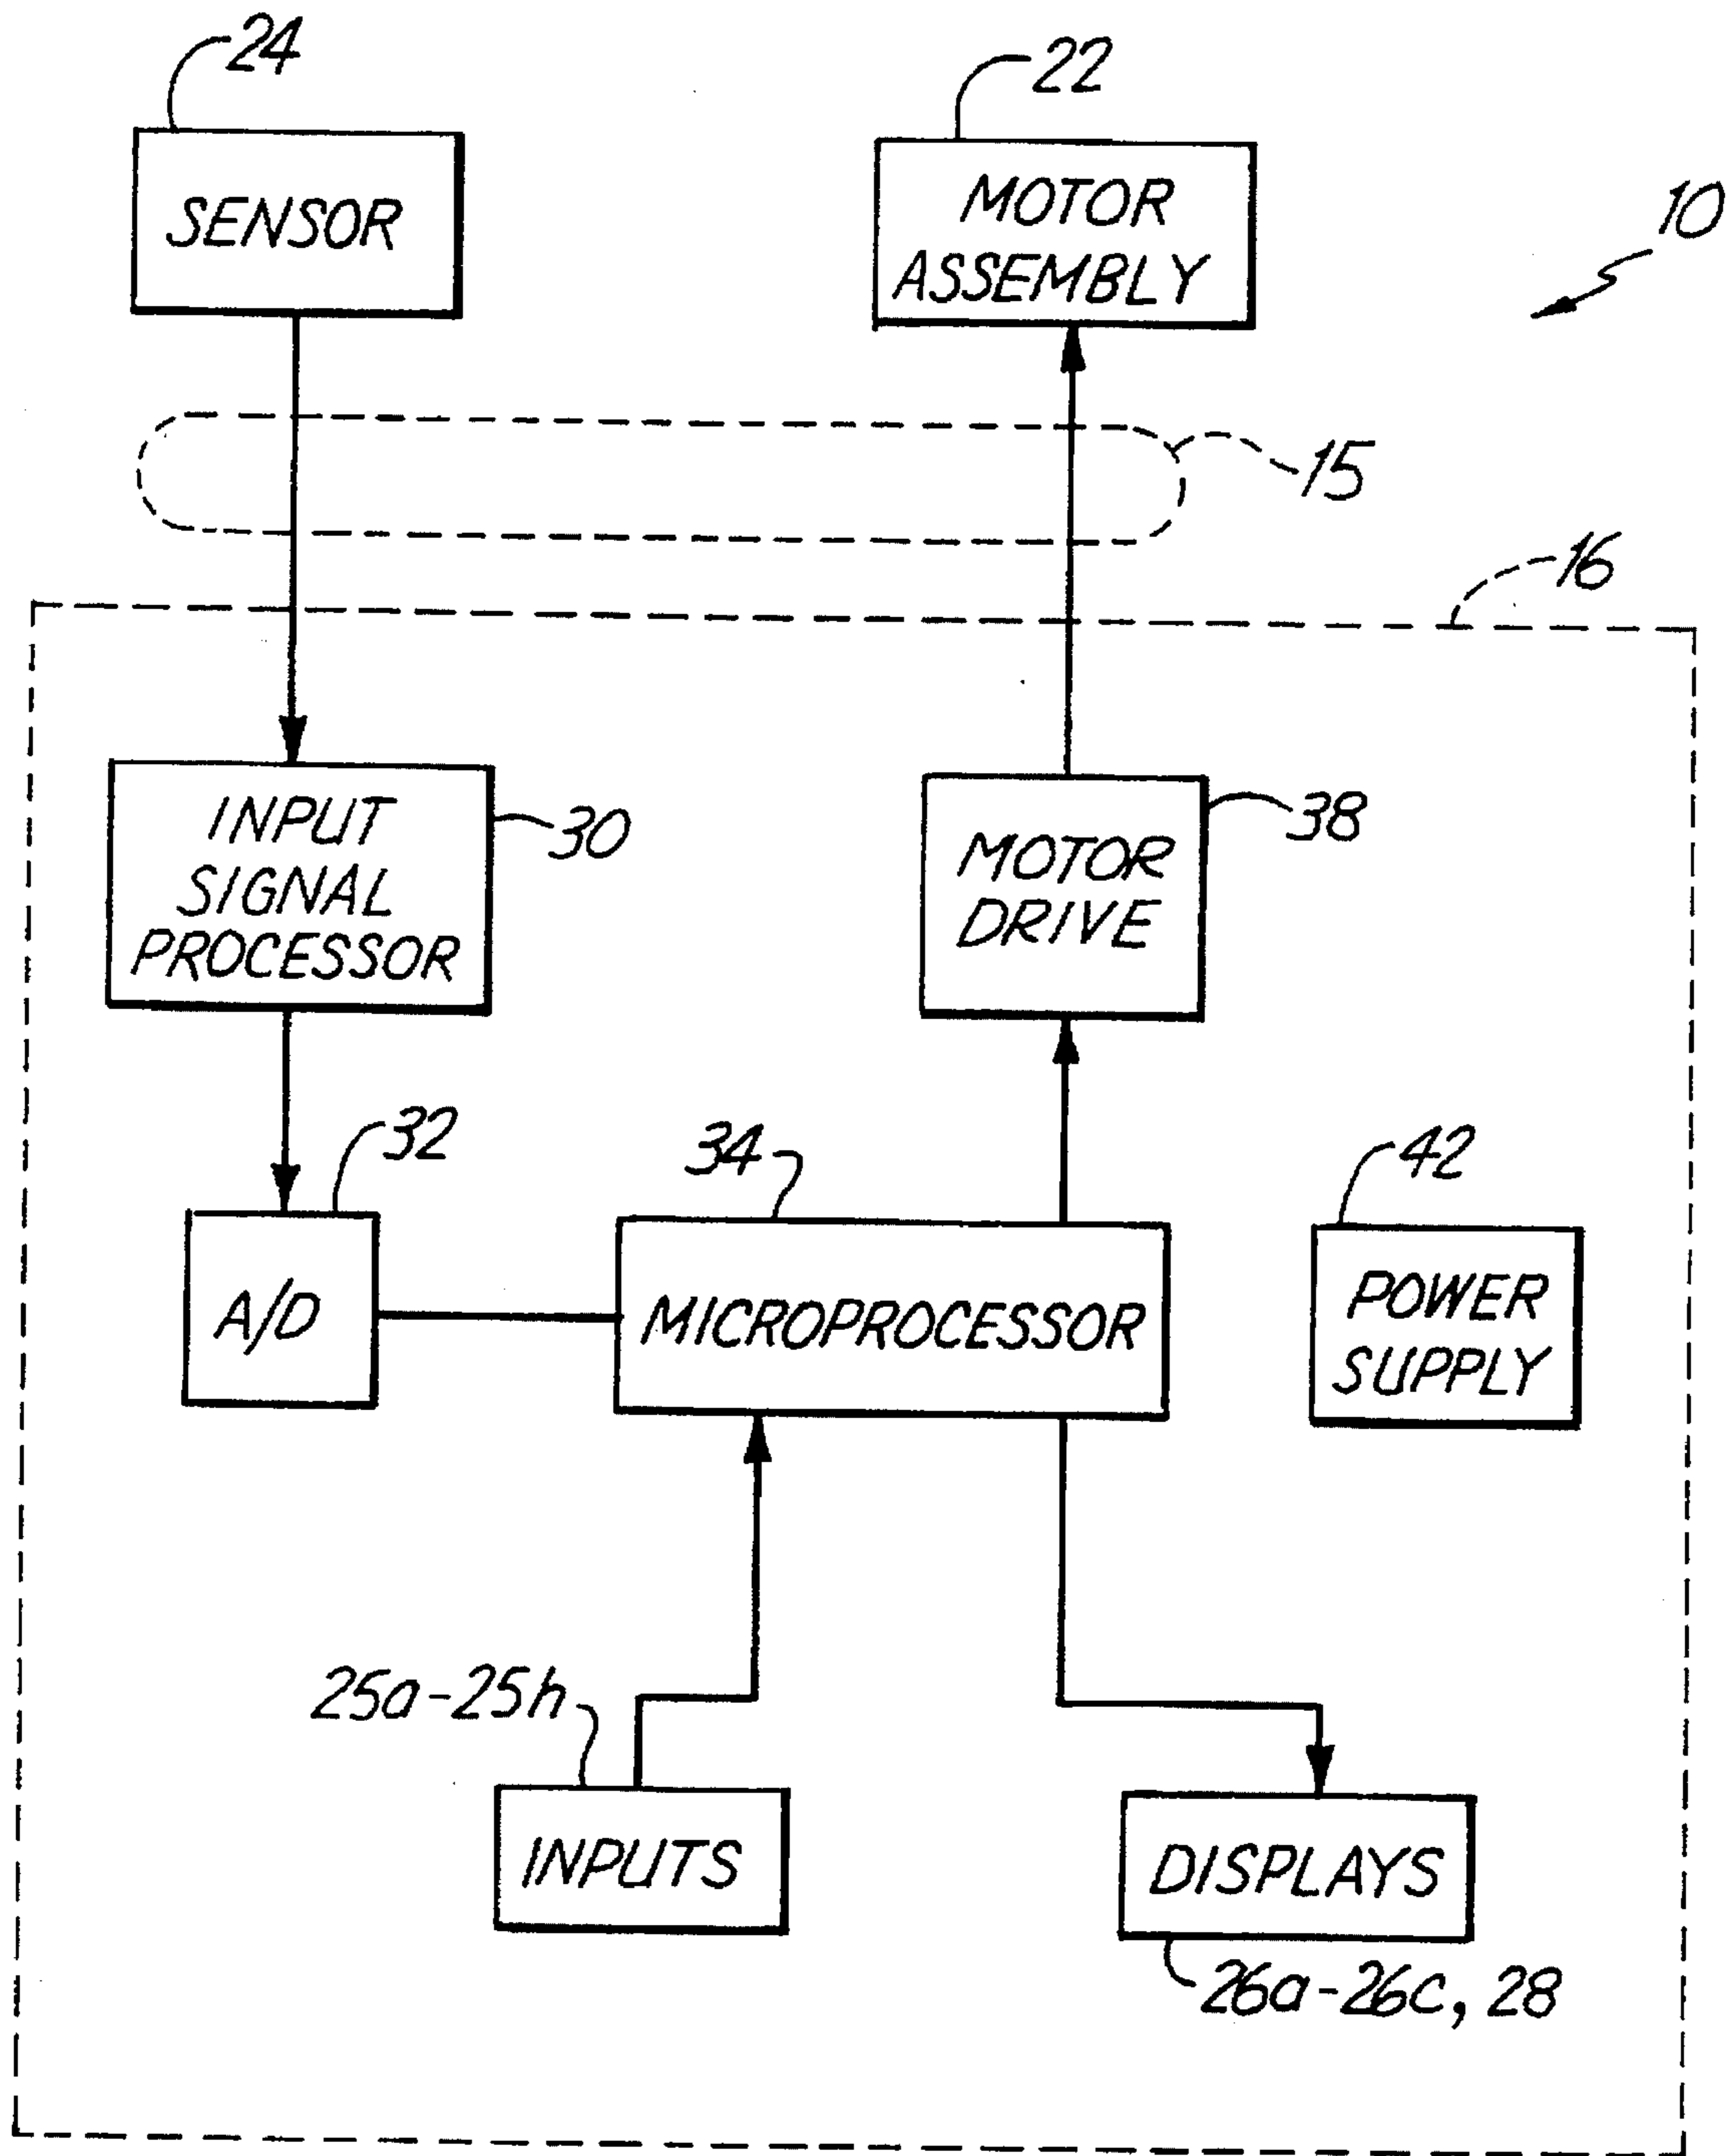 24
22
SENSOR
MOTOR
ASSEMBLY
10
15
16
INPUT
SIGNAL
PROCESSOR
30
MOTOR
DRIVE
38
32
34
42
A/D
MICROPROCESSOR
POWER
SUPPLY
25a-25h
INPUTS
DISPLAYS
26a-26c, 28